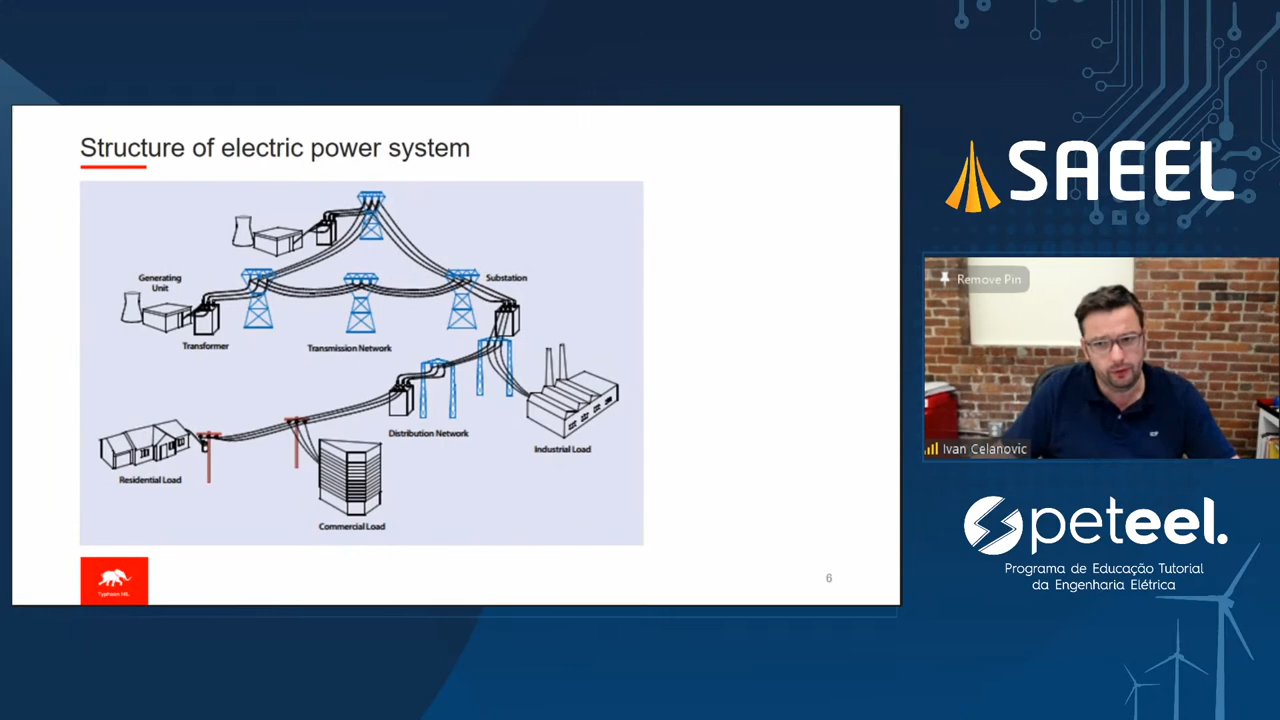 Structure of electric power system
Generating
Unit
Transformer
Transmission Network
Substation
Distribution Network
Industrial Load
Residential Load
Commercial Load
Typhoon HIL
6
SAEEL
Remove Pin
Ivan Celanovic
peteel.
Programa de Educação Tutorial
da Engenharia Elétrica